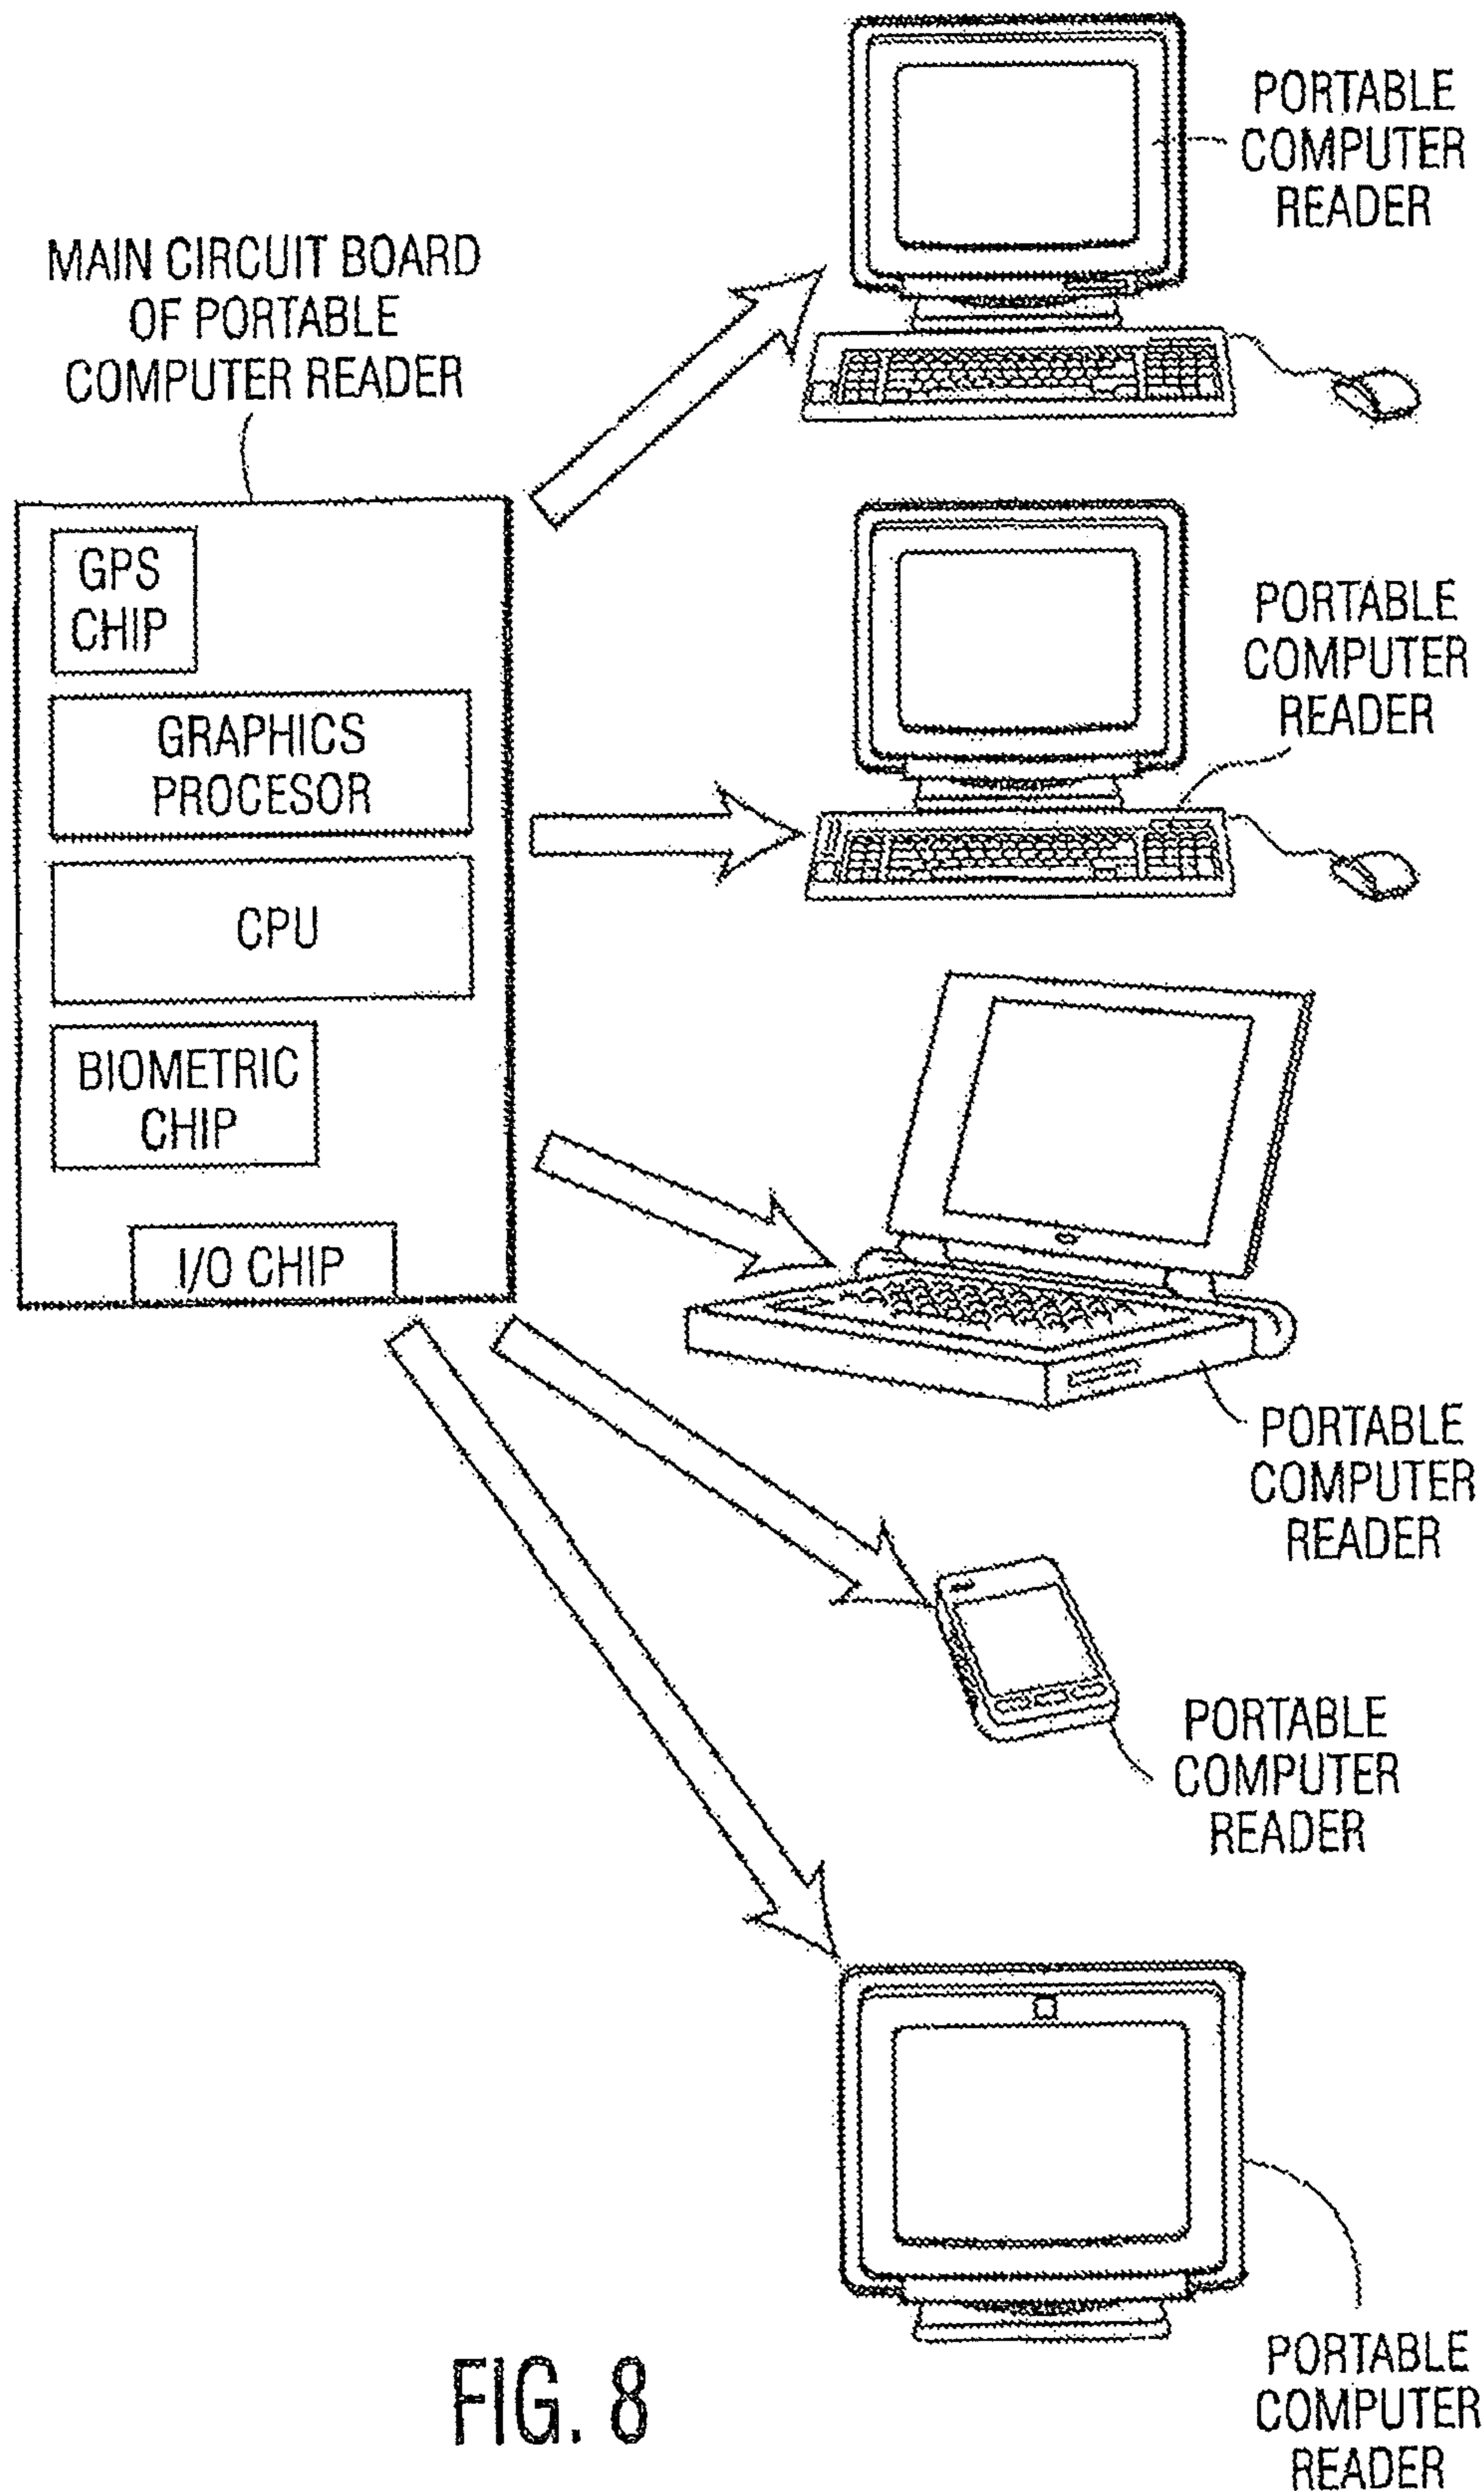 PORTABLE
COMPUTER
READER
MAIN CIRCUIT BOARD
OF PORTABLE
COMPUTER READER
GPS
CHIP
GRAPHICS
PROCESOR
CPU
BIOMETRIC
CHIP
I/O CHIP
PORTABLE
COMPUTER
READER
PORTABLE
COMPUTER
READER
PORTABLE
COMPUTER
READER
PORTABLE
COMPUTER
READER
FIG. 8